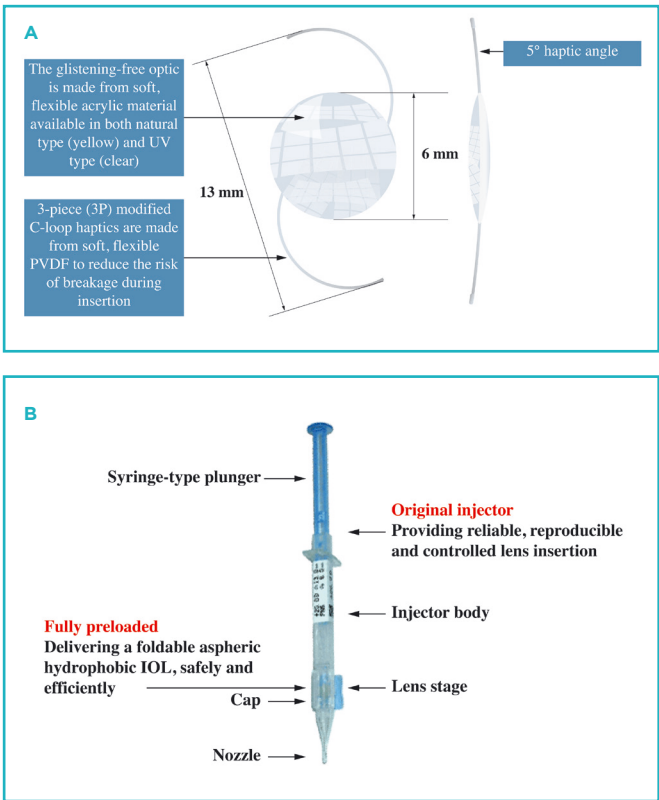 A
The glistening-free optic
is made from soft,
flexible acrylic material
available in both natural
type (yellow) and UV
type (clear)
5° haptic angle
6 mm
13 mm
3-piece (3P) modified
C-loop haptics are made
from soft, flexible
PVDF to reduce the risk
of breakage during
insertion
B
Syringe-type plunger
Original injector
Providing reliable, reproducible
and controlled lens insertion
Injector body
Fully preloaded
Delivering a foldable aspheric
hydrophobic IOL, safely and
efficiently
Lens stage
Cap
Nozzle